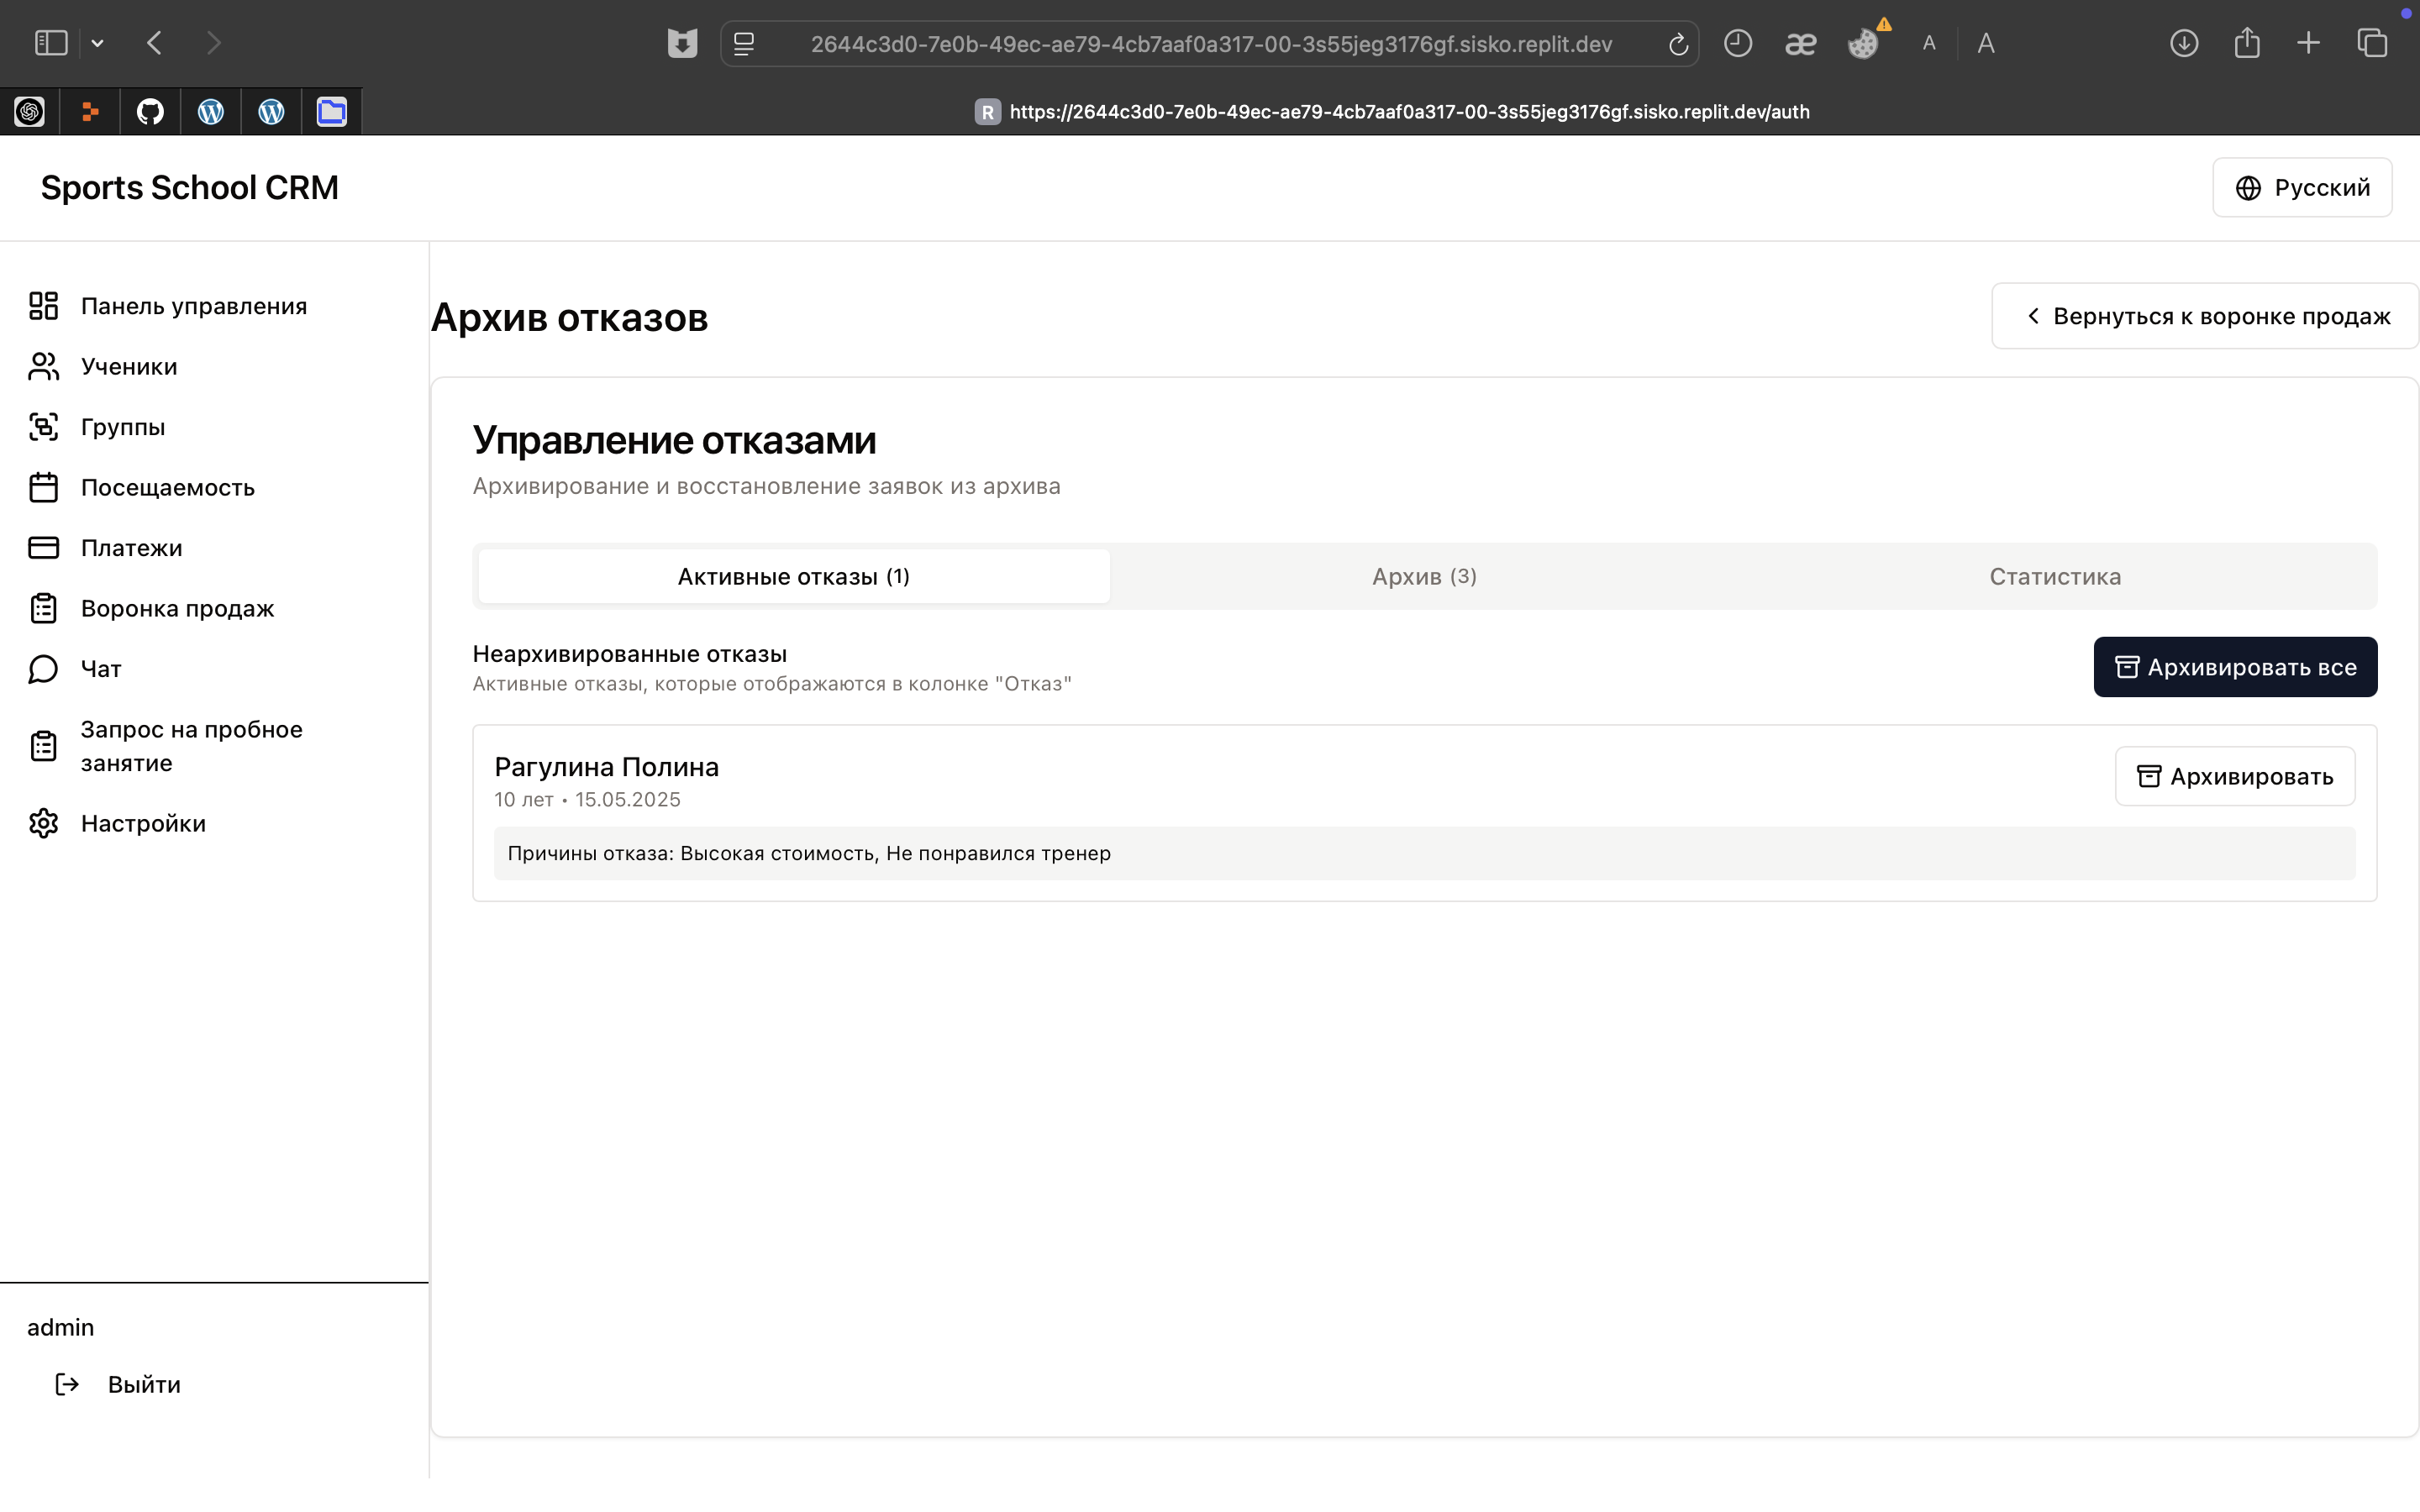 2644c3d0-7e0b-49ec-ae79-4cb7aaf0a317-00-3s55jeg3176gf.sisko.replit.dev
æ
A
A
R
https://2644c3d0-7e0b-49ec-ae79-4cb7aaf0a317-00-3s55jeg3176gf.sisko.replit.dev/auth
Sports School CRM
Русский
Панель управления
Ученики
Группы
Посещаемость
Платежи
Воронка продаж
Чат
Запрос на пробное
занятие
Настройки
admin
Выйти
Архив отказов
Вернуться к воронке продаж
Управление отказами
Архивирование и восстановление заявок из архива
Активные отказы (1)
Архив (3)
Статистика
Неархивированные отказы
Активные отказы, которые отображаются в колонке "Отказ"
Архивировать все
Рагулина Полина
10 лет • 15.05.2025
Архивировать
Причины отказа: Высокая стоимость, Не понравился тренер